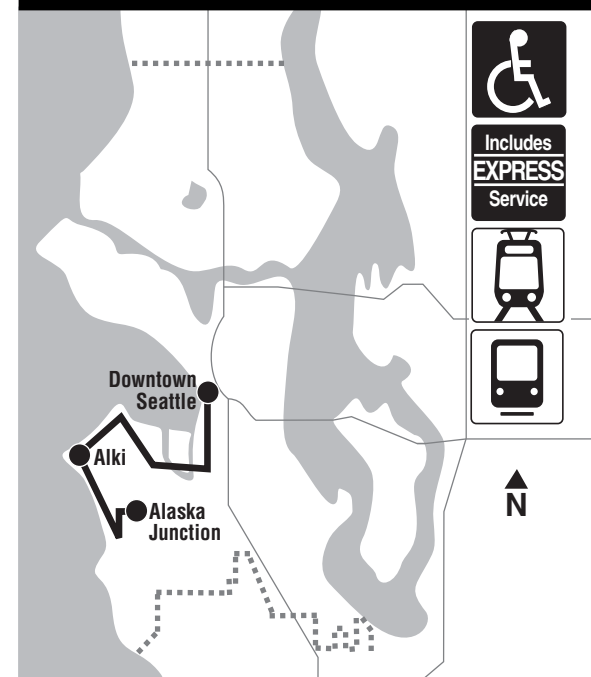 Includes
EXPRESS
Service
Downtown
Seattle
Alki
Alaska
Junction
N